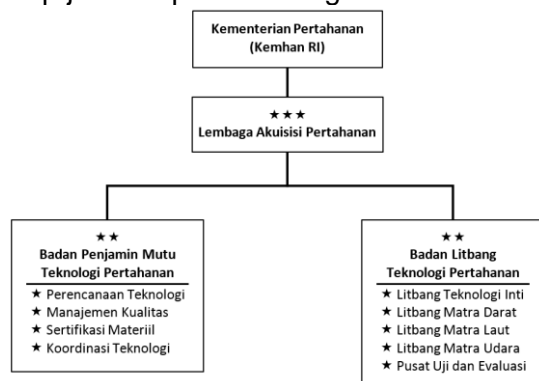 Kementerian Pertahanan
(Kemhan RI)
★★★
Lembaga Akuisisi Pertahanan
★★
Badan Penjamin Mutu
Teknologi Pertahanan
★ Perencanaan Teknologi
★ Manajemen Kualitas
★ Sertifikasi Materiil
★ Koordinasi Teknologi
★★
Badan Litbang
Teknologi Pertahanan
★ Litbang Teknologi Inti
★ Litbang Matra Darat
★ Litbang Matra Laut
★ Litbang Matra Udara
★ Pusat Uji dan Evaluasi